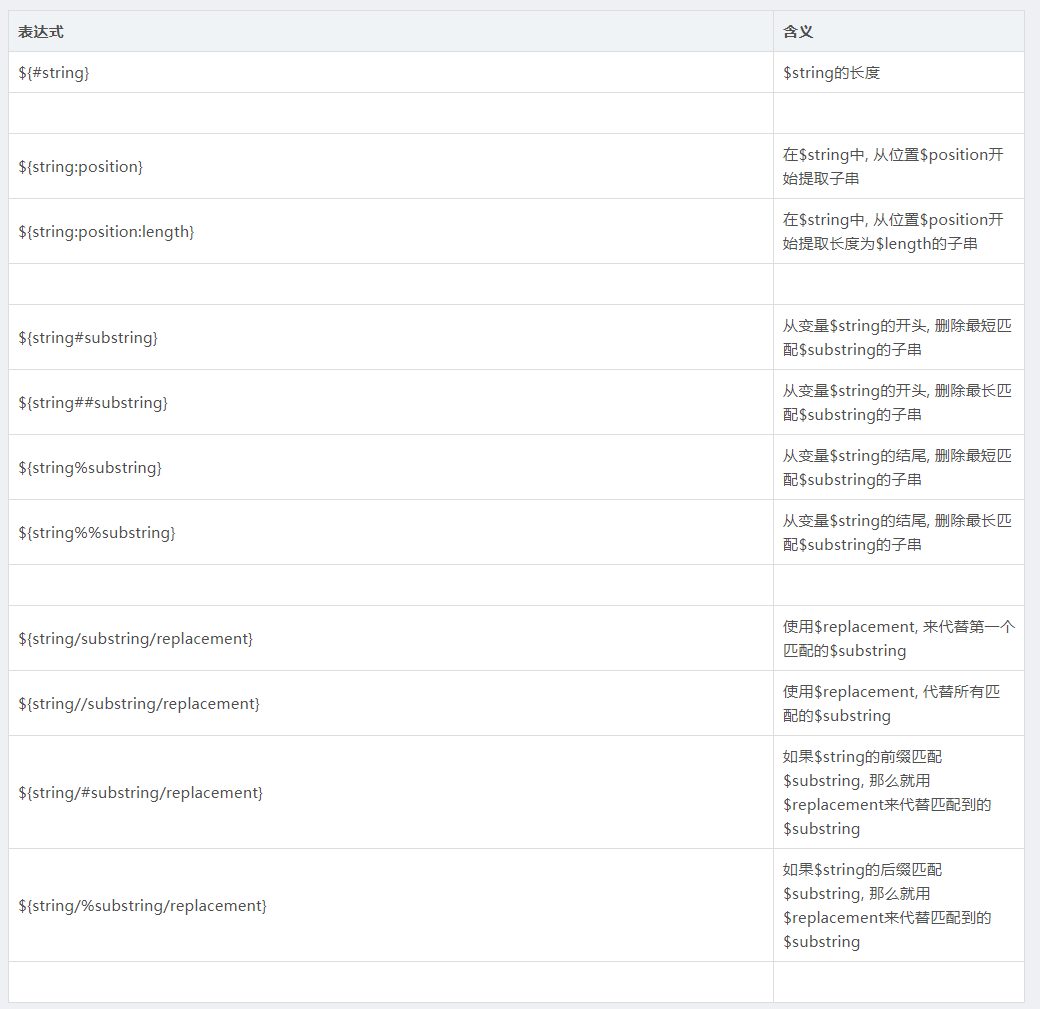 表达式
含义
${#string}
$string的长度
${string:position}
在$string中, 从位置$position开
始提取子串
${string:position:length}
在$string中, 从位置$position开
始提取长度为$length的子串
${string#substring}
从变量$string的开头, 删除最短匹
配$substring的子串
${string##substring}
从变量$string的开头, 删除最长匹
配$substring的子串
${string%substring}
从变量$string的结尾, 删除最短匹
配$substring的子串
${string%%substring}
从变量$string的结尾, 删除最长匹
配$substring的子串
${string/substring/replacement}
使用$replacement, 来代替第一个
匹配的$substring
${string//substring/replacement}
使用$replacement, 代替所有匹
配的$substring
${string/#substring/replacement}
如果$string的前缀匹配
$substring, 那么就用
$replacement来代替匹配到的
$substring
${string/%substring/replacement}
如果$string的后缀匹配
$substring, 那么就用
$replacement来代替匹配到的
$substring